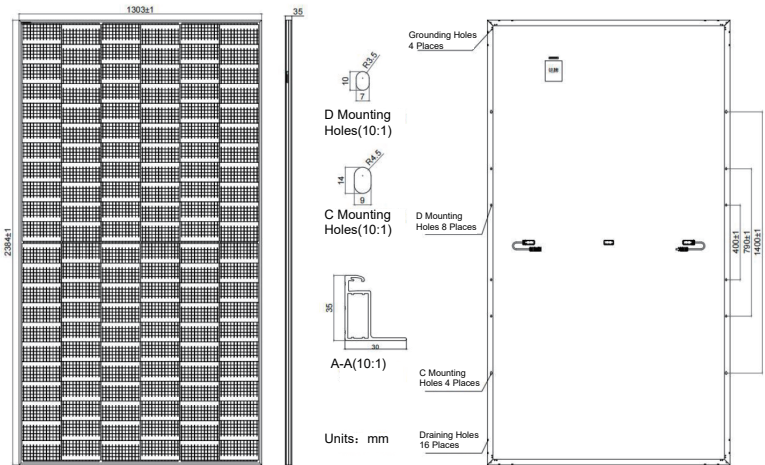 1303±1
35
2384±1
R3.5
10
7
D Mounting
Holes(10:1)
R4.5
14
9
C Mounting
Holes(10:1)
35
30
A-A(10:1)
Units: mm
Grounding Holes
4 Places
D Mounting
Holes 8 Places
C Mounting
Holes 4 Places
Draining Holes
16 Places
400±1
790±1
1400±1